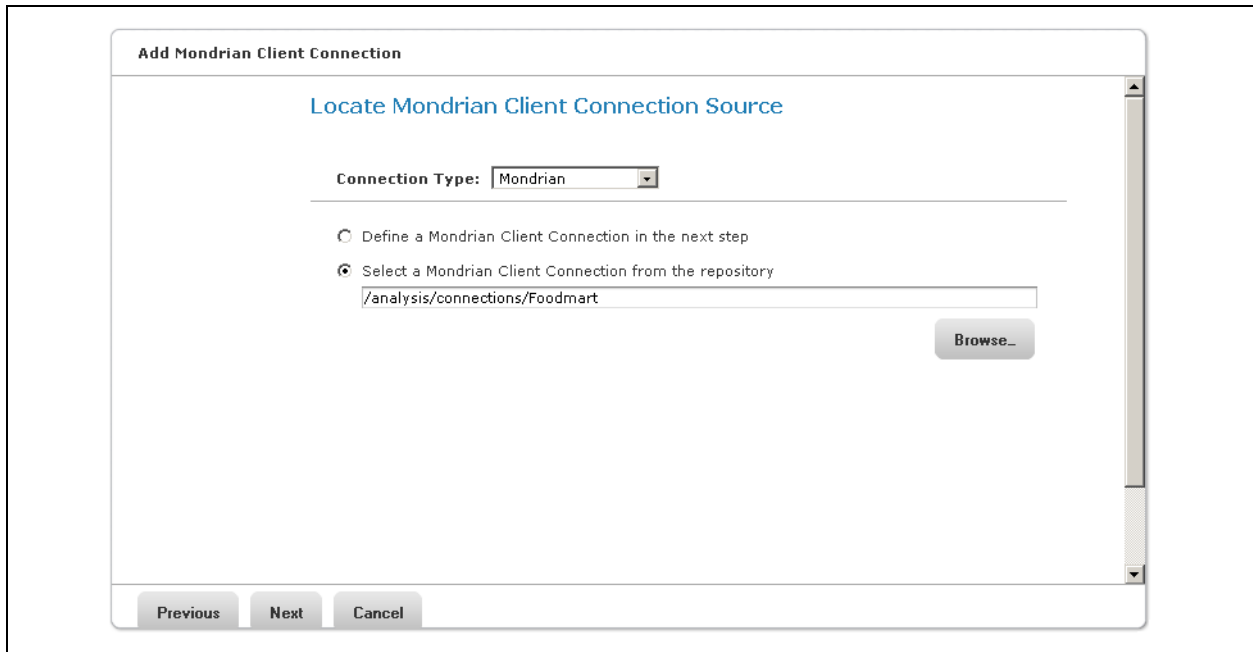 Add Mondrian Client Connection
Locate Mondrian Client Connection Source
Connection Type: Mondrian
Define a Mondrian Client Connection in the next step
Select a Mondrian Client Connection from the repository
/analysis/connections/Foodmart
Browse...
Previous Next Cancel